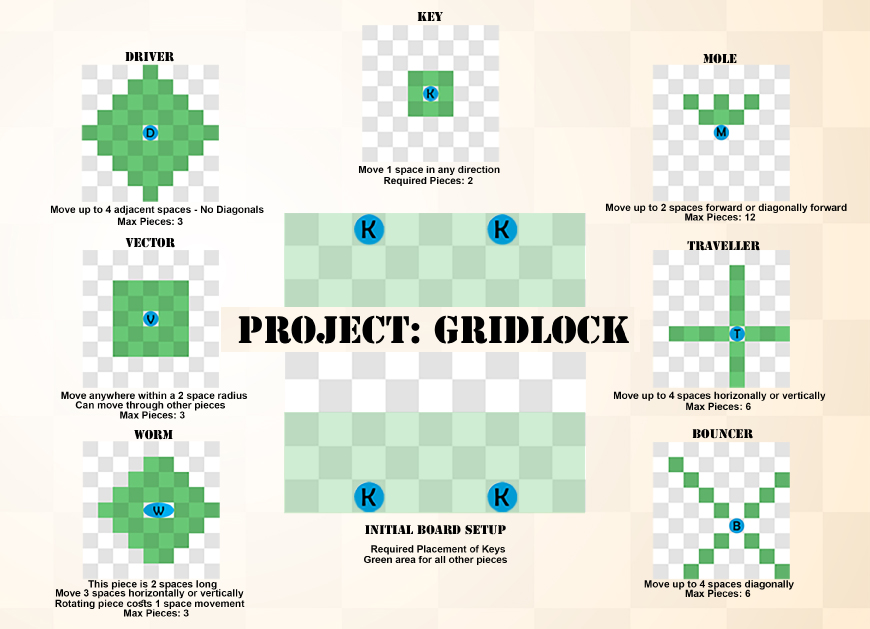 KEY
K
Move 1 space in any direction
Required Pieces: 2
DRIVER
D
Move up to 4 adjacent spaces - No Diagonals
Max Pieces: 3
MOLE
M
Move up to 2 spaces forward or diagonally forward
Max Pieces: 12
VECTOR
V
Move anywhere within a 2 space radius
Can move through other pieces
Max Pieces: 3
K K
PROJECT: GRIDLOCK
K K
INITIAL BOARD SETUP
Required Placement of Keys
Green area for all other pieces
TRAVELLER
T
Move up to 4 spaces horizonally or vertically
Max Pieces: 6
WORM
W
This piece is 2 spaces long
Move 3 spaces horizontally or vertically
Rotating piece costs 1 space movement
Max Pieces: 3
BOUNCER
B
Move up to 4 spaces diagonally
Max Pieces: 6